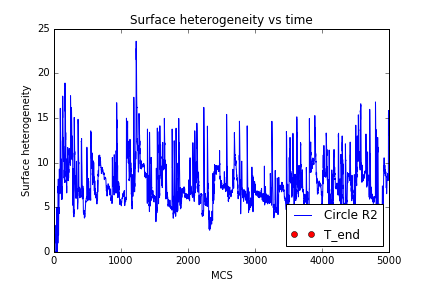 Surface heterogeneity vs time
25
20
15
10
5
0
Surface heterogeneity
0 1000 2000 3000 4000 5000
MCS
Circle R2
T_end